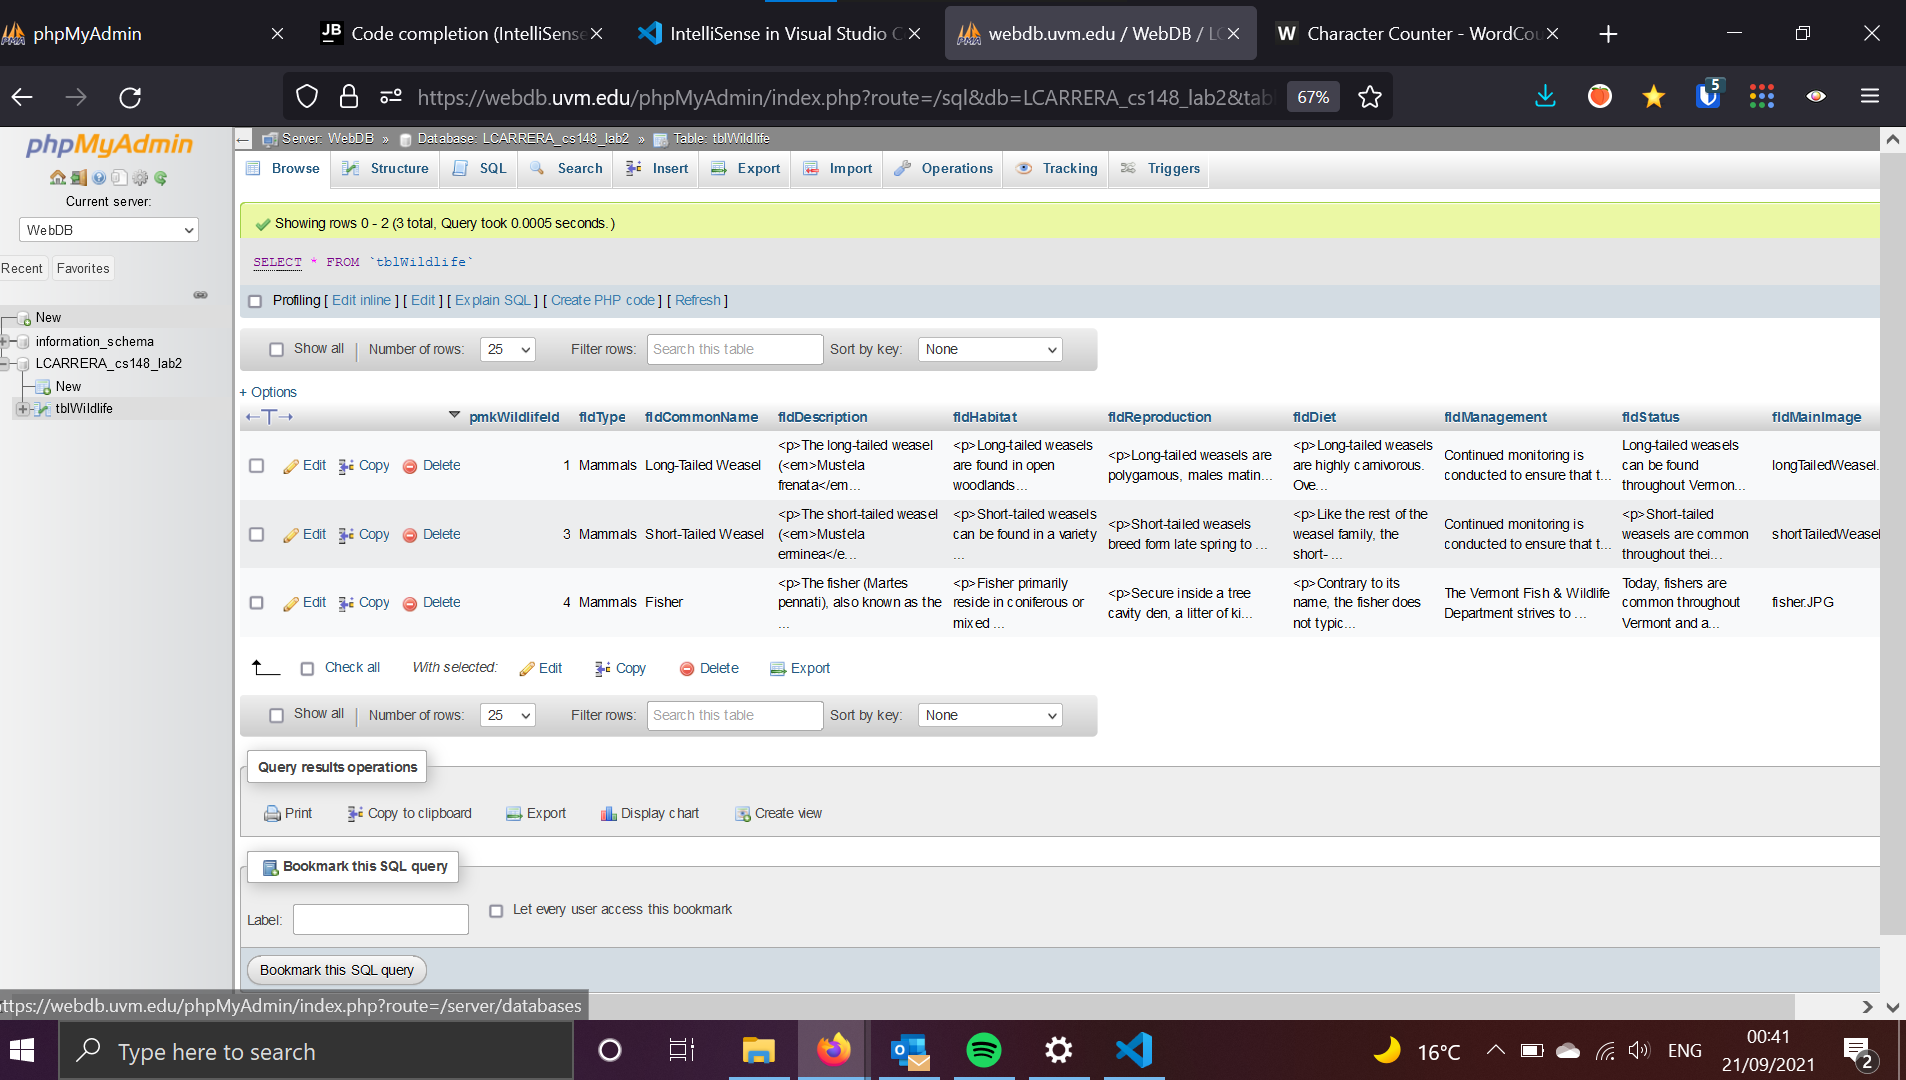 phpMyAdmin
Code completion (IntelliSense
IntelliSense in Visual Studio C
webdb.uvm.edu / WebDB / LC
Character Counter - WordCou
https://webdb.uvm.edu/phpMyAdmin/index.php?route=/sql&db=LCARRERA_cs148_lab2&tab
67%
5
phpMyAdmin
Current server:
WebDB
Recent Favorites
New
information_schema
LCARRERA_cs148_lab2
New
tblWildlife
Server: WebDB » Database: LCARRERA_cs148_lab2 » Table: tblWildlife
Browse Structure SQL Search Insert Export Import Operations Tracking Triggers
Showing rows 0 - 2 (3 total, Query took 0.0005 seconds.)
SELECT * FROM `tblWildlife`
Profiling [ Edit inline ] [ Edit ] [ Explain SQL ] [ Create PHP code ] [ Refresh ]
Show all Number of rows: 25 Filter rows: Search this table Sort by key: None
+ Options
pmkWildlifeId fldType fldCommonName fldDescription fldHabitat fldReproduction fldDiet fldManagement fldStatus fldMainImage
Edit Copy Delete 1 Mammals Long-Tailed Weasel
<p>The long-tailed weasel
(<em>Mustela
frenata</em...
<p>Long-tailed weasels
are found in open
woodlands...
<p>Long-tailed weasels are
polygamous, males matin...
<p>Long-tailed weasels
are highly carnivorous.
Ove...
Continued monitoring is
conducted to ensure that t...
Long-tailed weasels
can be found
throughout Vermon...
longTailedWeasel.
Edit Copy Delete 3 Mammals Short-Tailed Weasel
<p>The short-tailed weasel
(<em>Mustela
erminea</e...
<p>Short-tailed weasels
can be found in a variety
...
<p>Short-tailed weasels
breed form late spring to ...
<p>Like the rest of the
weasel family, the
short- ...
Continued monitoring is
conducted to ensure that t...
<p>Short-tailed
weasels are common
throughout thei...
shortTailedWeasel
Edit Copy Delete 4 Mammals Fisher
<p>The fisher (Martes
pennati), also known as the
...
<p>Fisher primarily
reside in coniferous or
mixed ...
<p>Secure inside a tree
cavity den, a litter of ki...
<p>Contrary to its
name, the fisher does
not typic...
The Vermont Fish & Wildlife
Department strives to ...
Today, fishers are
common throughout
Vermont and a...
fisher.JPG
Check all With selected: Edit Copy Delete Export
Show all Number of rows: 25 Filter rows: Search this table Sort by key: None
Query results operations
Print Copy to clipboard Export Display chart Create view
Bookmark this SQL query
Label: Let every user access this bookmark
Bookmark this SQL query
ttps://webdb.uvm.edu/phpMyAdmin/index.php?route=/server/databases
Type here to search
16°C
ENG
00:41
21/09/2021
2